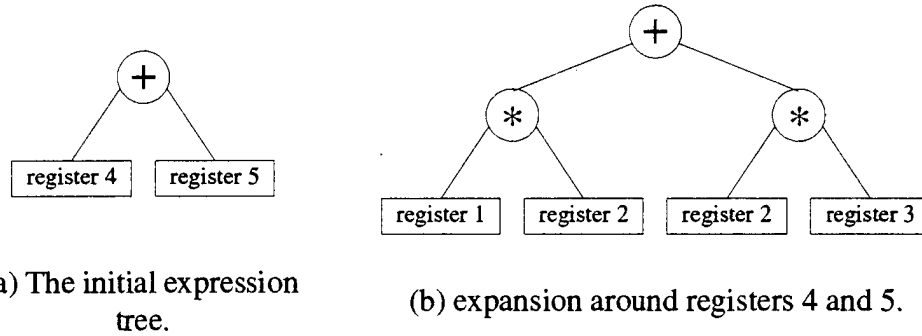 +
+
*
*
register 4 register 5
register 1 register 2 register 2 register 3
a) The initial expression
tree.
(b) expansion around registers 4 and 5.